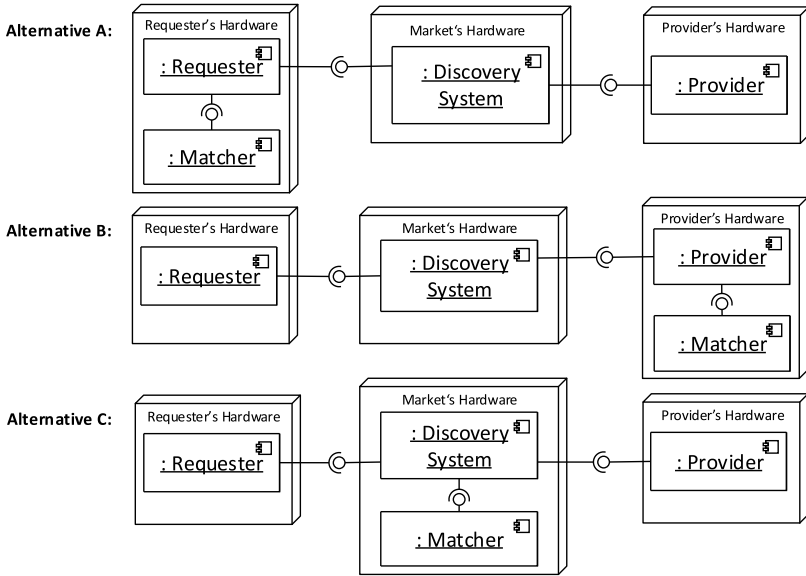 Alternative A:
Requester's Hardware
: Requester
: Matcher
Market‘s Hardware
: Discovery
System
Provider's Hardware
: Provider
Alternative B:
Requester's Hardware
: Requester
Market‘s Hardware
: Discovery
System
Provider's Hardware
: Provider
: Matcher
Alternative C:
Requester's Hardware
: Requester
Market‘s Hardware
: Discovery
System
: Matcher
Provider's Hardware
: Provider